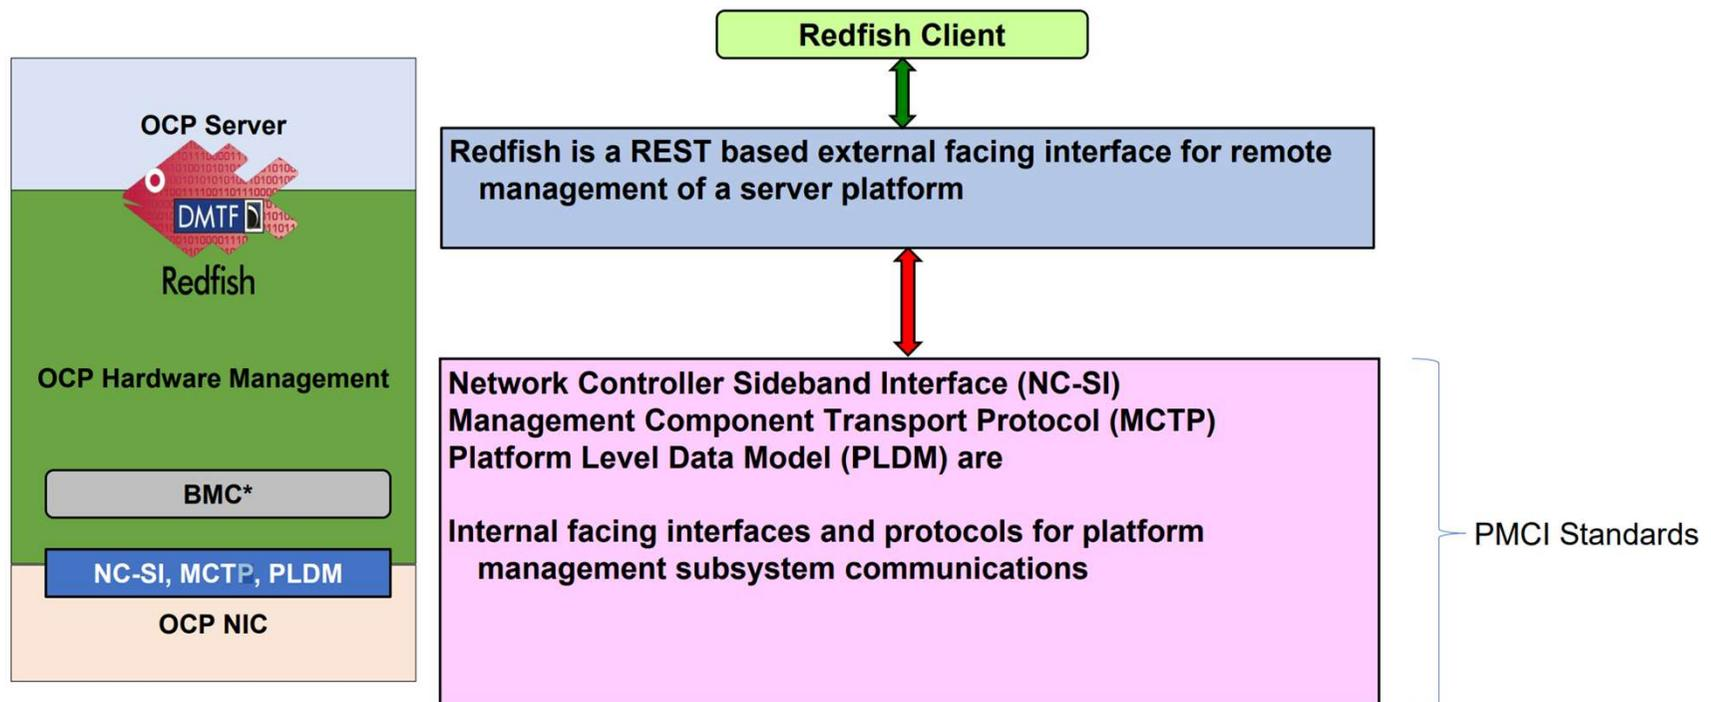 Redfish Client
OCP Server
DMTF
Redfish
OCP Hardware Management
BMC*
NC-SI, MCTP, PLDM
OCP NIC
Redfish is a REST based external facing interface for remote
management of a server platform
Network Controller Sideband Interface (NC-SI)
Management Component Transport Protocol (MCTP)
Platform Level Data Model (PLDM) are
Internal facing interfaces and protocols for platform
management subsystem communications
PMCI Standards